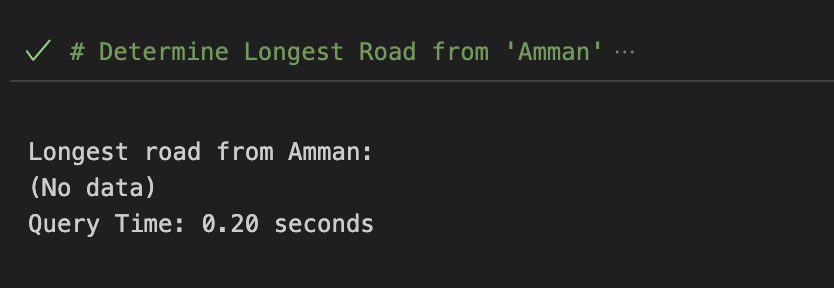 # Determine Longest Road from 'Amman' ···
Longest road from Amman:
(No data)
Query Time: 0.20 seconds